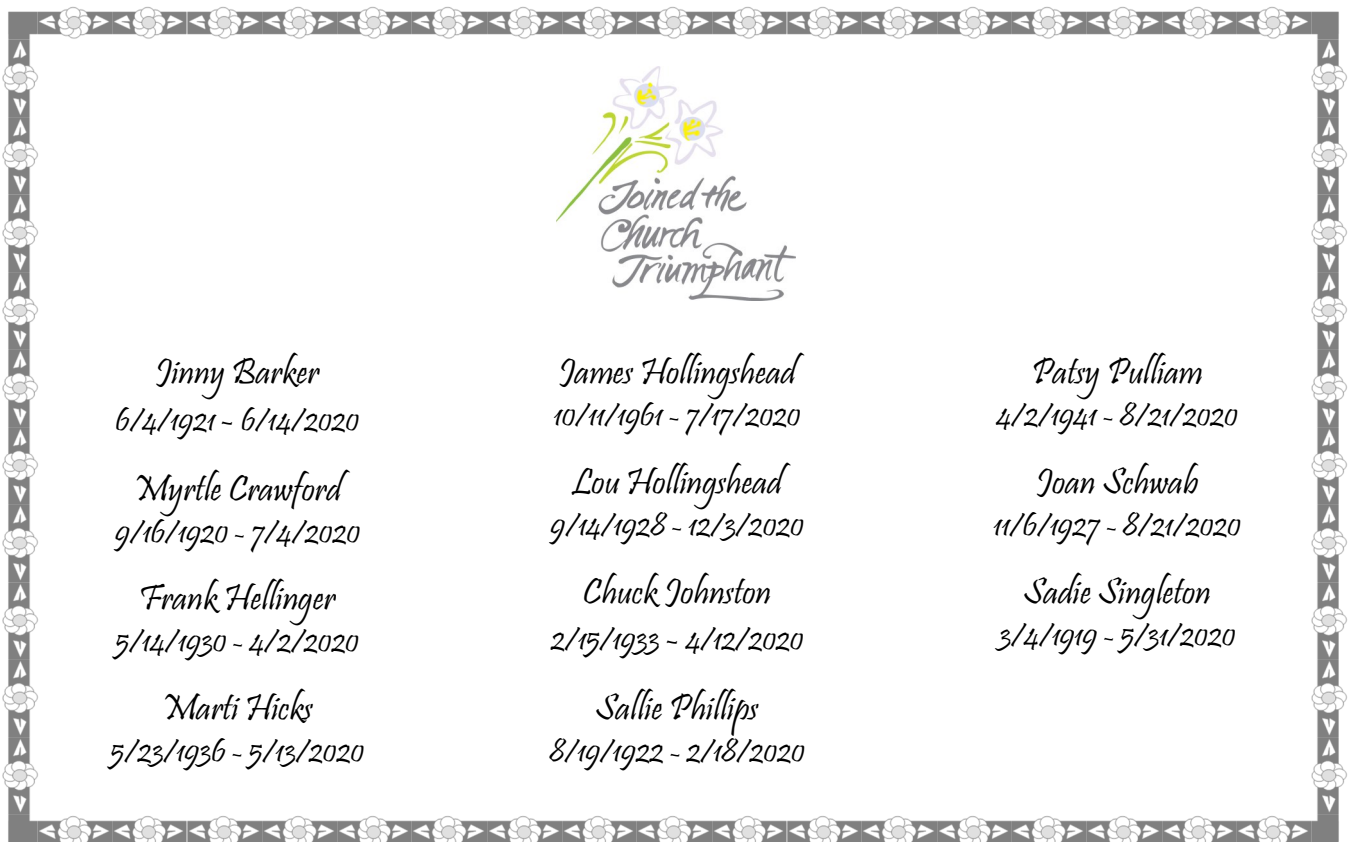 Joined the
Church
Triumphant
Jinny Barker
6/4/1921 - 6/14/2020
Myrtle Crawford
9/16/1920 - 7/4/2020
Frank Hellinger
5/14/1930 - 4/2/2020
Marti Hicks
5/23/1936 - 5/13/2020
James Hollingshead
10/11/1961 - 7/17/2020
Lou Hollingshead
9/14/1928 - 12/3/2020
Chuck Johnston
2/15/1933 - 4/12/2020
Sallie Phillips
8/19/1922 - 2/18/2020
Patsy Pulliam
4/2/1941 - 8/21/2020
Joan Schwab
11/6/1927 - 8/21/2020
Sadie Singleton
3/4/1919 - 5/31/2020